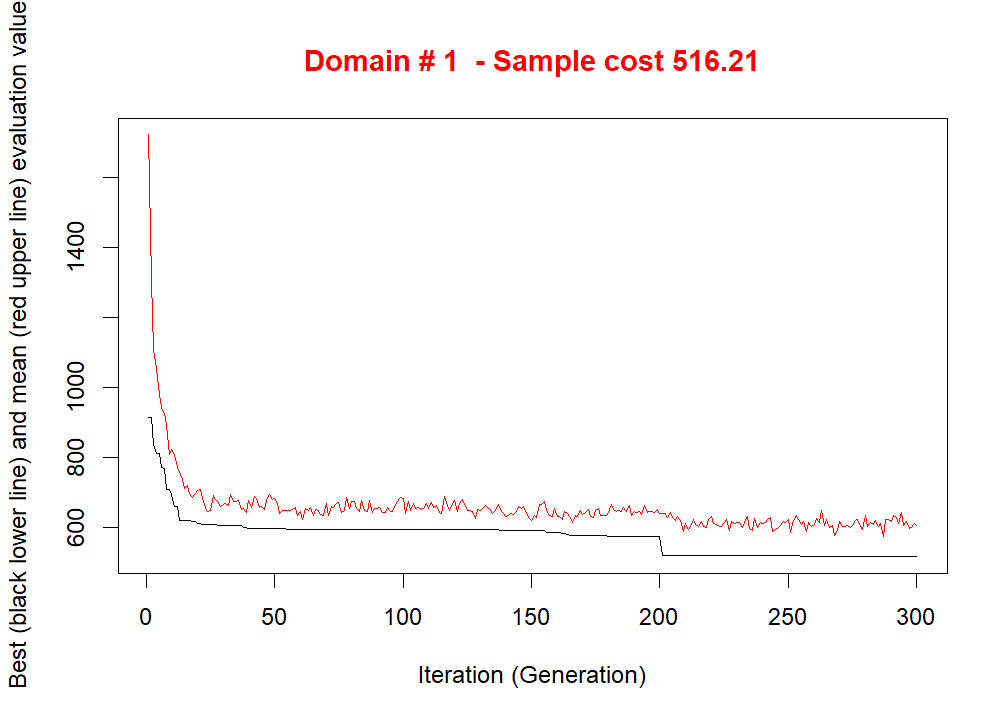 Domain # 1  - Sample cost 516.21
Best (black lower line) and mean (red upper line) evaluation value
1400
1000
800
600
0 50 100 150 200 250 300
Iteration (Generation)